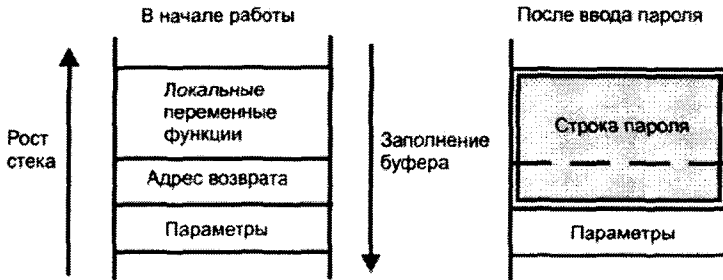 В начале работы
После ввода пароля
Рост
стека
Локальные
переменные
функции
Адрес возврата
Параметры
Заполнение
буфера
Строка пароля
Параметры